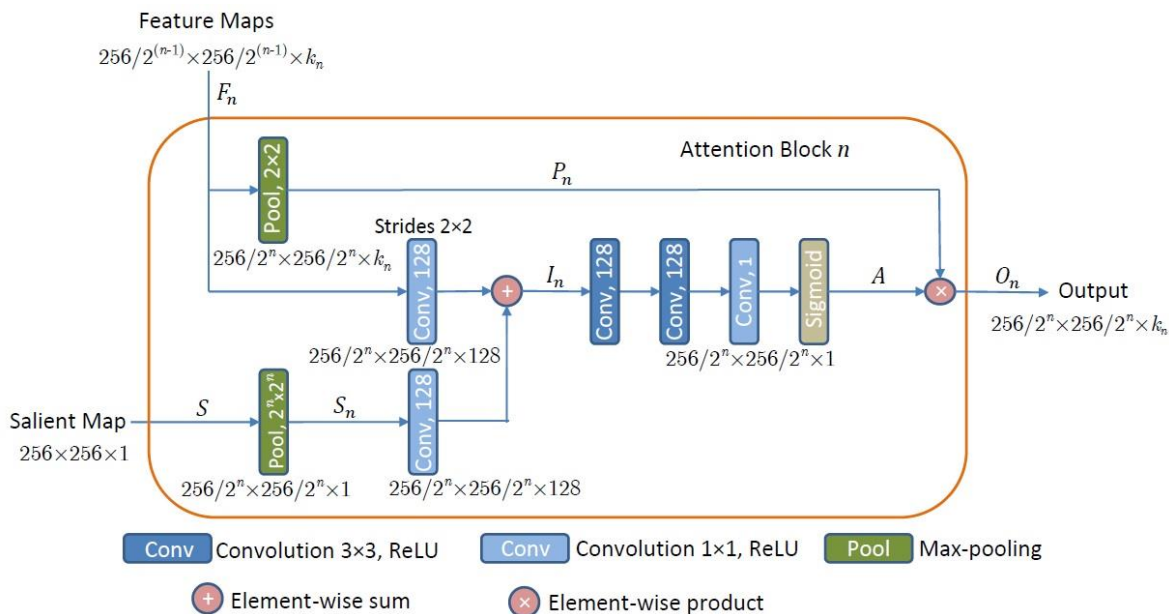 Feature Maps
256/2^(n-1)×256/2^(n-1)×k_n
F_n
Attention Block n
Pool, 2×2
P_n
256/2^n×256/2^n×k_n
Strides 2×2
Conv, 128
256/2^n×256/2^n×128
+
I_n
Conv, 128
Conv, 128
Conv, 1
256/2^n×256/2^n×1
Sigmoid
A
×
O_n
Output
256/2^n×256/2^n×k_n
Salient Map
256×256×1
S
Pool, 2^n×2^n
256/2^n×256/2^n×1
S_n
Conv, 128
256/2^n×256/2^n×128
Conv Convolution 3×3, ReLU
Conv Convolution 1×1, ReLU
Pool Max-pooling
+ Element-wise sum
× Element-wise product